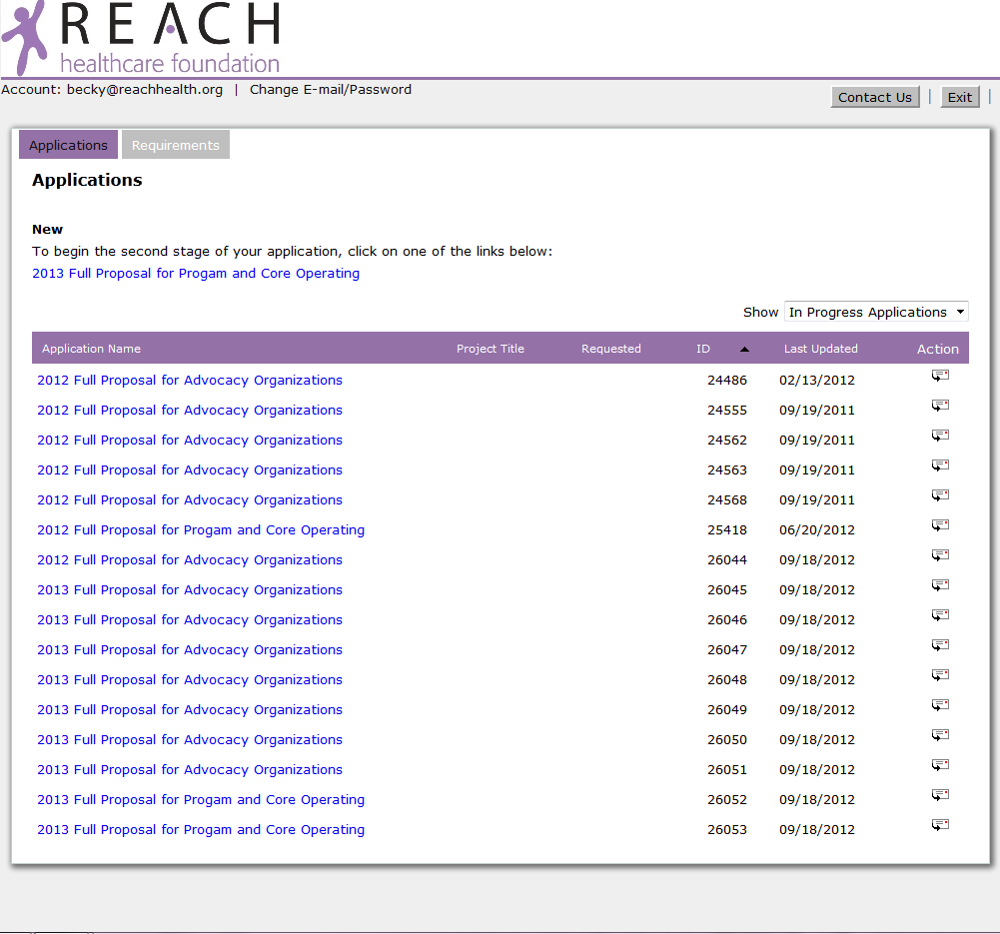 REACH
healthcare foundation
Account: becky@reachhealth.org | Change E-mail/Password
Contact Us | Exit |
Applications Requirements
Applications
New
To begin the second stage of your application, click on one of the links below:
2013 Full Proposal for Progam and Core Operating
Show In Progress Applications
Application Name Project Title Requested ID Last Updated Action
2012 Full Proposal for Advocacy Organizations 24486 02/13/2012
2012 Full Proposal for Advocacy Organizations 24555 09/19/2011
2012 Full Proposal for Advocacy Organizations 24562 09/19/2011
2012 Full Proposal for Advocacy Organizations 24563 09/19/2011
2012 Full Proposal for Advocacy Organizations 24568 09/19/2011
2012 Full Proposal for Progam and Core Operating 25418 06/20/2012
2012 Full Proposal for Advocacy Organizations 26044 09/18/2012
2013 Full Proposal for Advocacy Organizations 26045 09/18/2012
2013 Full Proposal for Advocacy Organizations 26046 09/18/2012
2013 Full Proposal for Advocacy Organizations 26047 09/18/2012
2013 Full Proposal for Advocacy Organizations 26048 09/18/2012
2013 Full Proposal for Advocacy Organizations 26049 09/18/2012
2013 Full Proposal for Advocacy Organizations 26050 09/18/2012
2013 Full Proposal for Advocacy Organizations 26051 09/18/2012
2013 Full Proposal for Progam and Core Operating 26052 09/18/2012
2013 Full Proposal for Progam and Core Operating 26053 09/18/2012